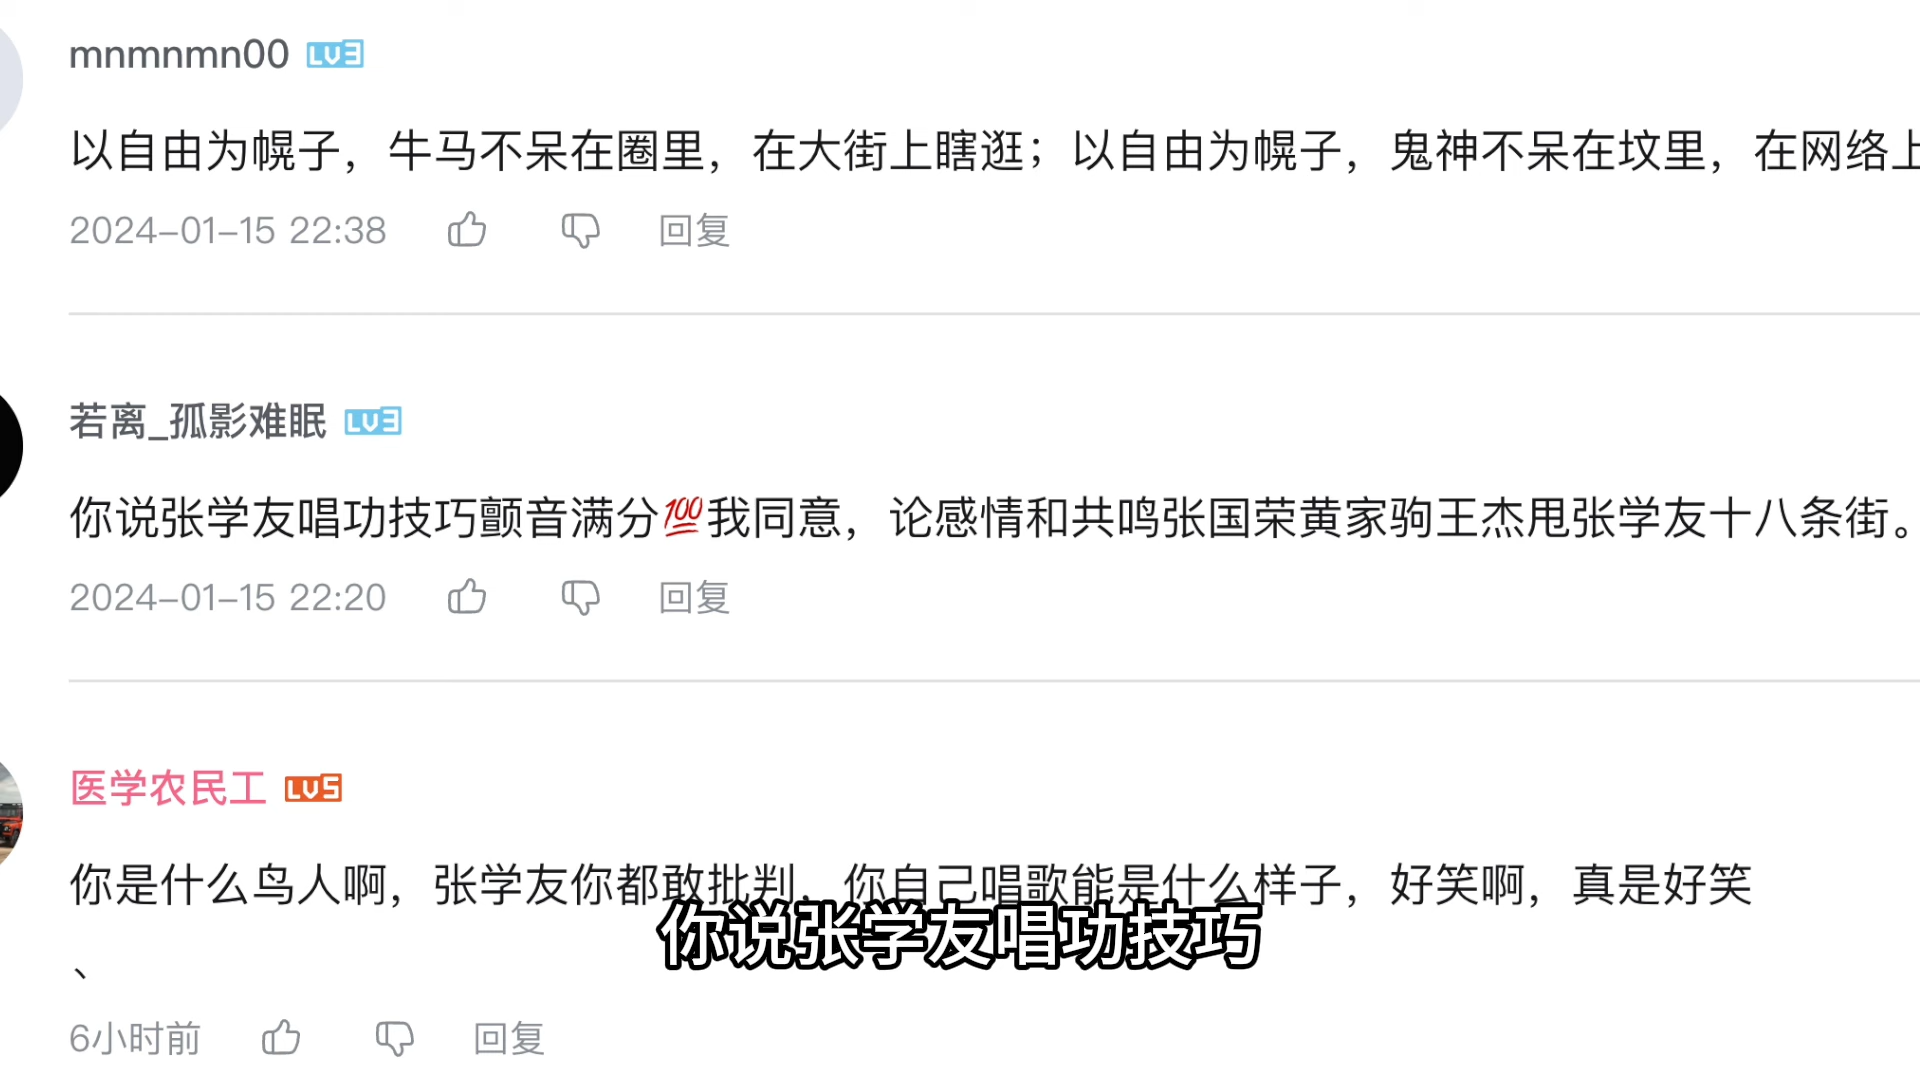 mnmnmn00 LV3
以自由为幌子，牛马不呆在圈里，在大街上瞎逛；以自由为幌子，鬼神不呆在坟里，在网络上
2024-01-15 22:38 回复
若离_孤影难眠 LV3
你说张学友唱功技巧颤音满分💯我同意，论感情和共鸣张国荣黄家驹王杰甩张学友十八条街。
2024-01-15 22:20 回复
医学农民工 LV5
你是什么鸟人啊，张学友你都敢批判，你自己唱歌能是什么样子，好笑啊，真是好笑
你说张学友唱功技巧
、
6小时前 回复